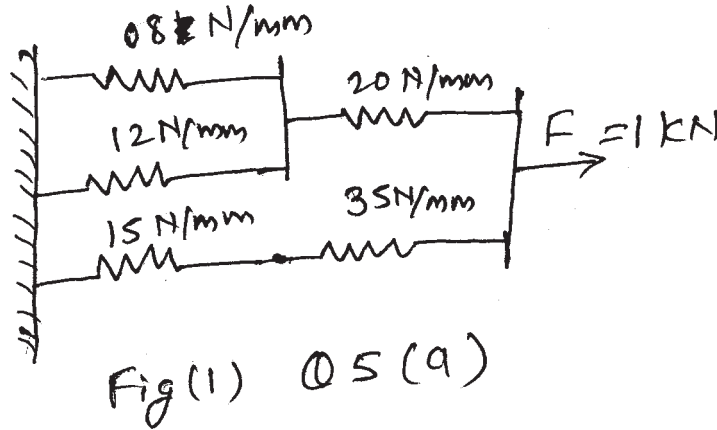 08 N/mm
20 N/mm
12 N/mm
F = 1 kN
15 N/mm
35 N/mm
Fig (1) Q5 (a)